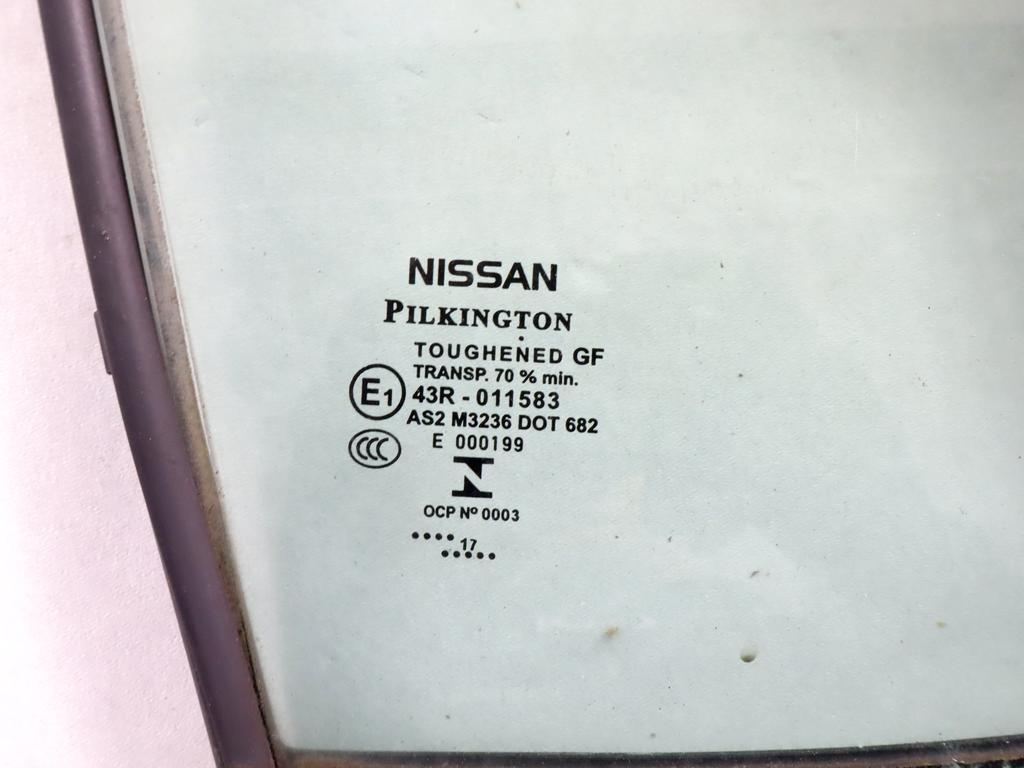 NISSAN
PILKINGTON
TOUGHENED GF
TRANSP. 70 % min.
E1 43R - 011583
AS2 M3236 DOT 682
CCC E 000199
N
OCP Nº 0003
.... 17 .....